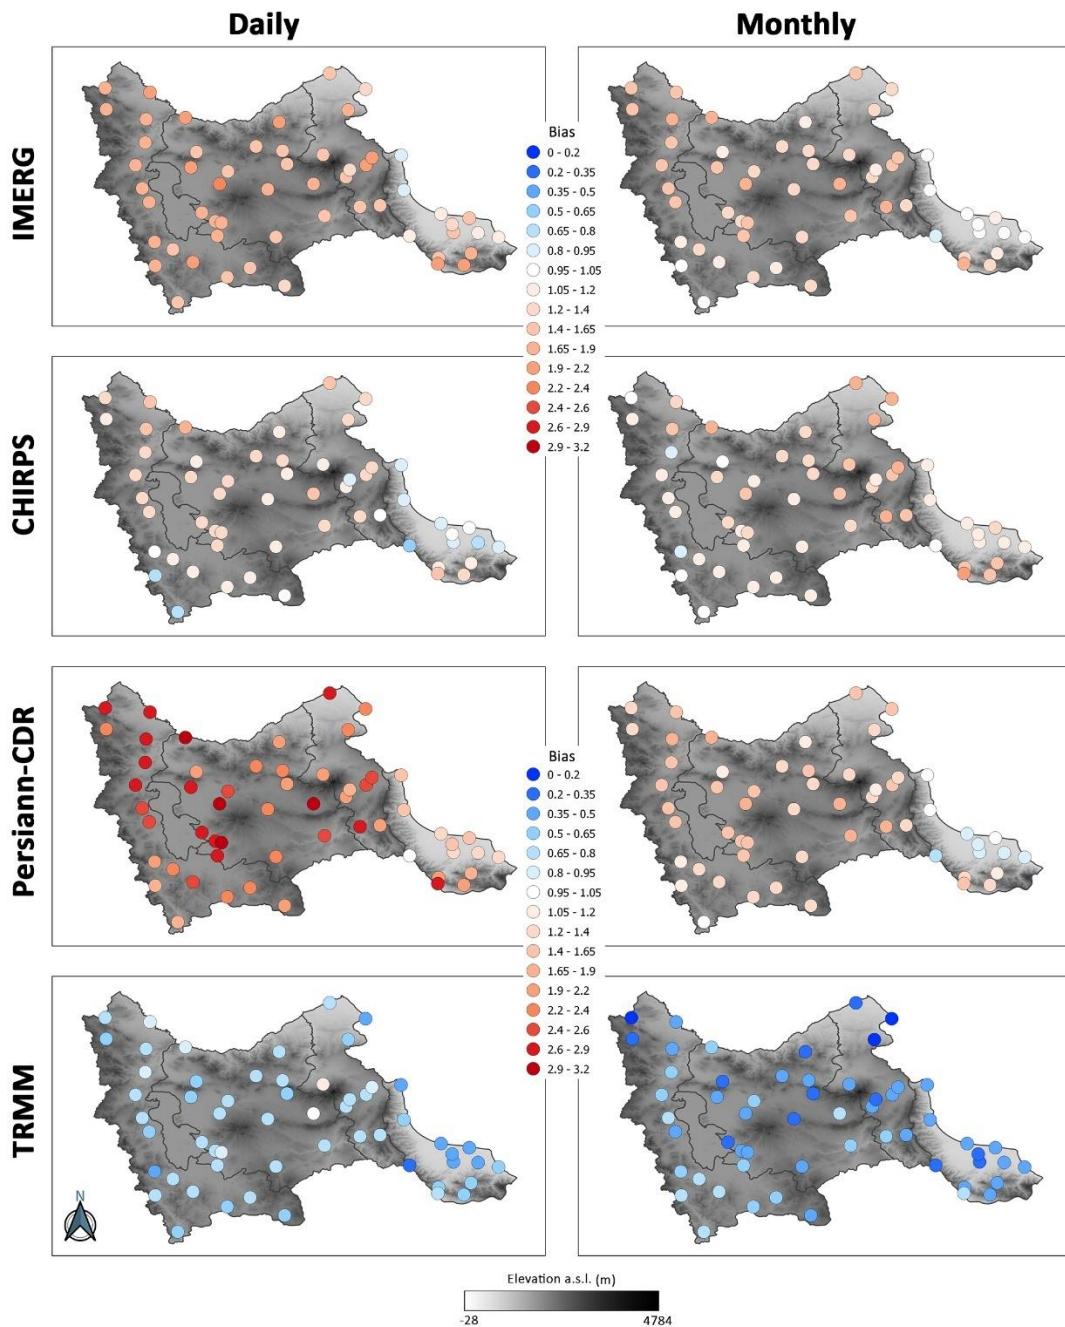 Daily
Monthly
IMERG
Bias
0 - 0.2
0.2 - 0.35
0.35 - 0.5
0.5 - 0.65
0.65 - 0.8
0.8 - 0.95
0.95 - 1.05
1.05 - 1.2
1.2 - 1.4
1.4 - 1.65
1.65 - 1.9
1.9 - 2.2
2.2 - 2.4
2.4 - 2.6
2.6 - 2.9
2.9 - 3.2
CHIRPS
Persiann-CDR
Bias
0 - 0.2
0.2 - 0.35
0.35 - 0.5
0.5 - 0.65
0.65 - 0.8
0.8 - 0.95
0.95 - 1.05
1.05 - 1.2
1.2 - 1.4
1.4 - 1.65
1.65 - 1.9
1.9 - 2.2
2.2 - 2.4
2.4 - 2.6
2.6 - 2.9
2.9 - 3.2
TRMM
N
Elevation a.s.l. (m)
-28 4784